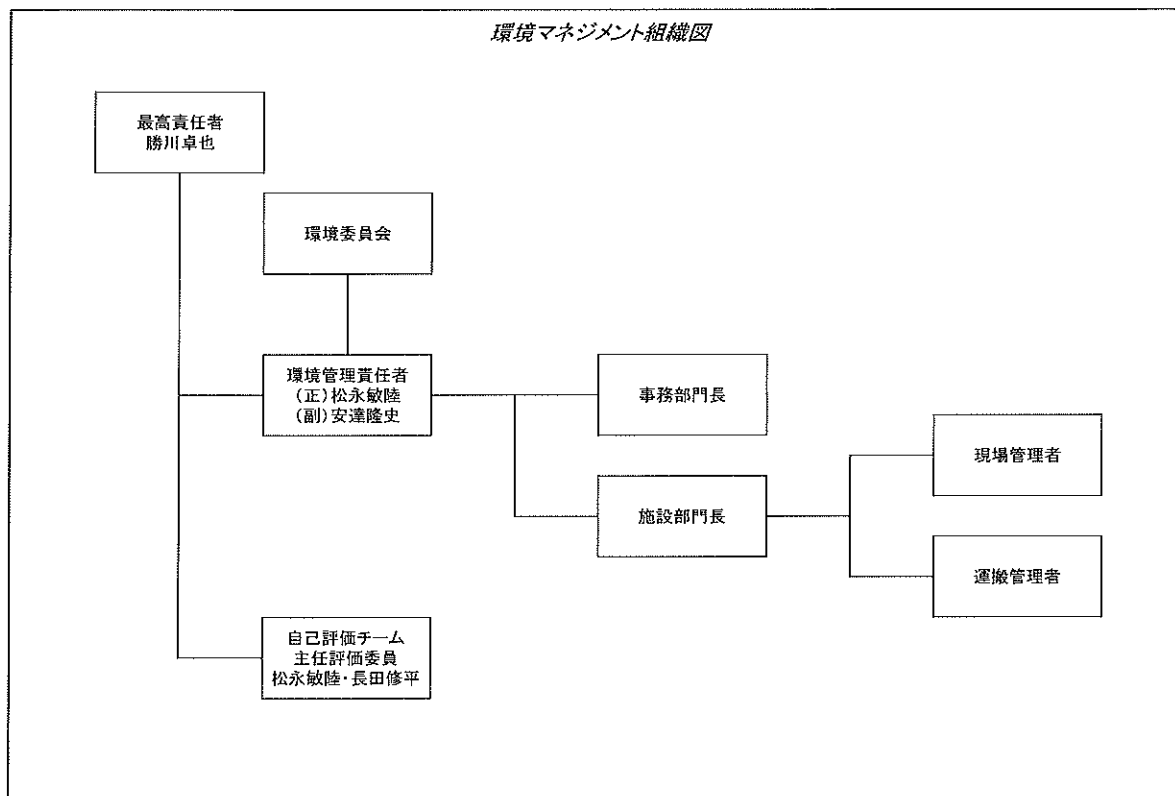 環境マネジメント組織図
最高責任者
勝川卓也
環境委員会
環境管理責任者
(正)松永敏陸
(副)安達隆史
事務部門長
現場管理者
施設部門長
運搬管理者
自己評価チーム
主任評価委員
松永敏陸・長田修平